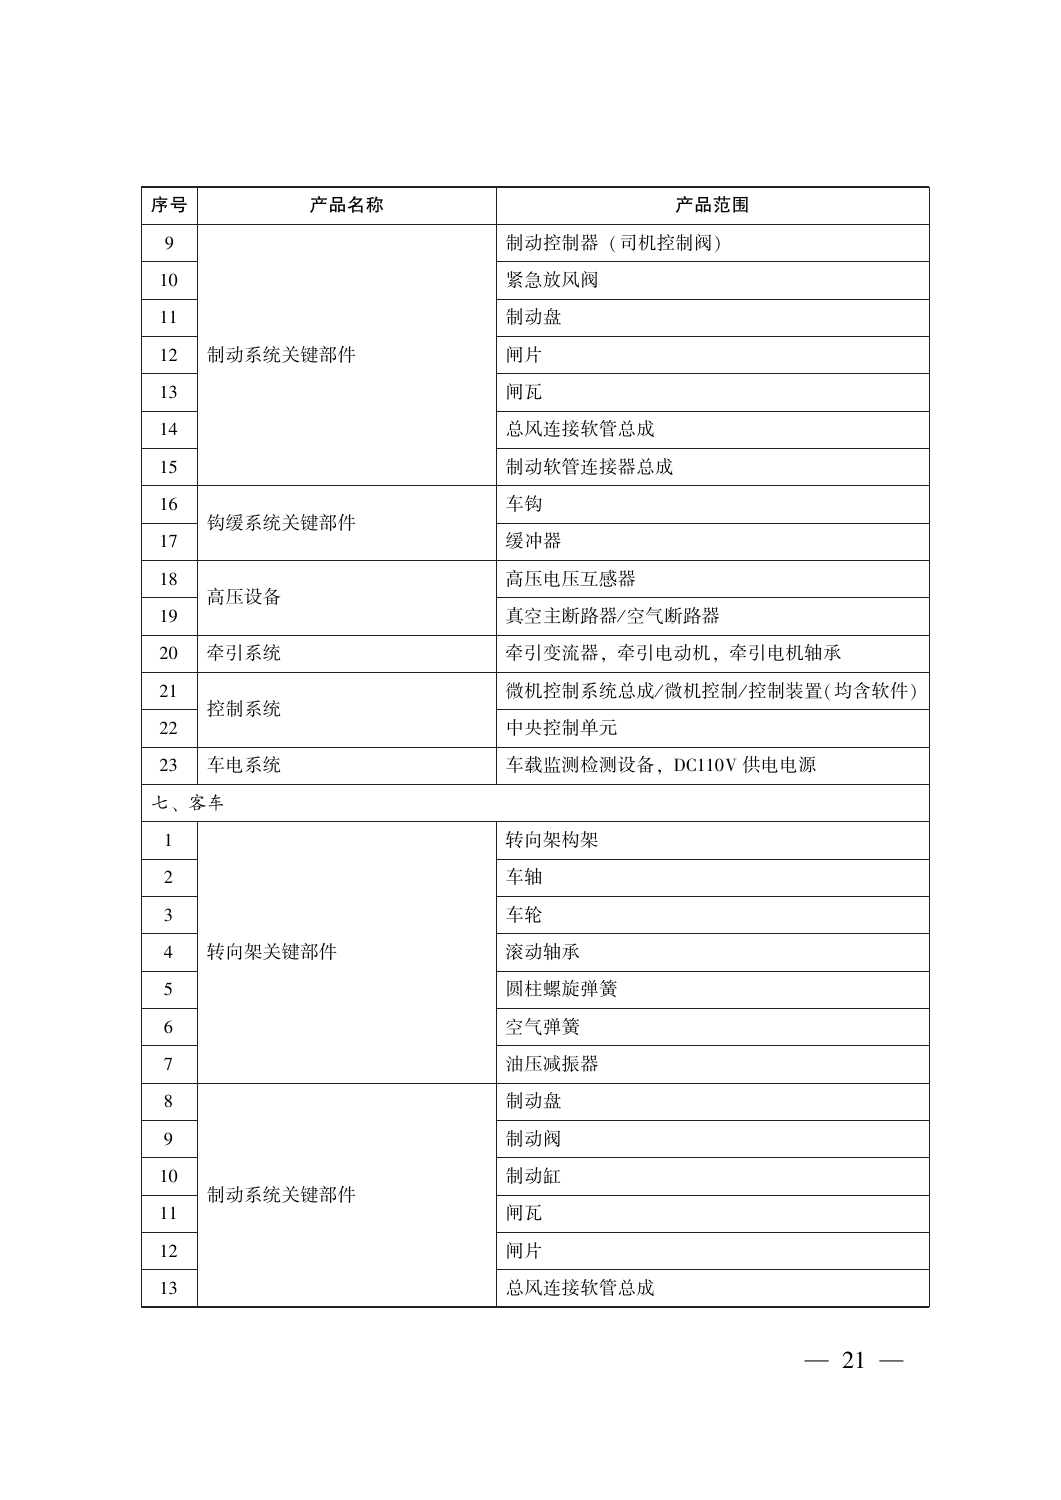 序号 产品名称 产品范围
9 制动控制器（司机控制阀）
10 紧急放风阀
11 制动盘
12 制动系统关键部件 闸片
13 闸瓦
14 总风连接软管总成
15 制动软管连接器总成
16 车钩
钩缓系统关键部件
17 缓冲器
18 高压电压互感器
高压设备
19 真空主断路器/空气断路器
20 牵引系统 牵引变流器，牵引电动机，牵引电机轴承
21 微机控制系统总成/微机控制/控制装置(均含软件)
控制系统
22 中央控制单元
23 车电系统 车载监测检测设备，DC110V 供电电源
七、客车
1 转向架构架
2 车轴
3 车轮
4 转向架关键部件 滚动轴承
5 圆柱螺旋弹簧
6 空气弹簧
7 油压减振器
8 制动盘
9 制动阀
10 制动缸
制动系统关键部件
11 闸瓦
12 闸片
13 总风连接软管总成
— 21 —